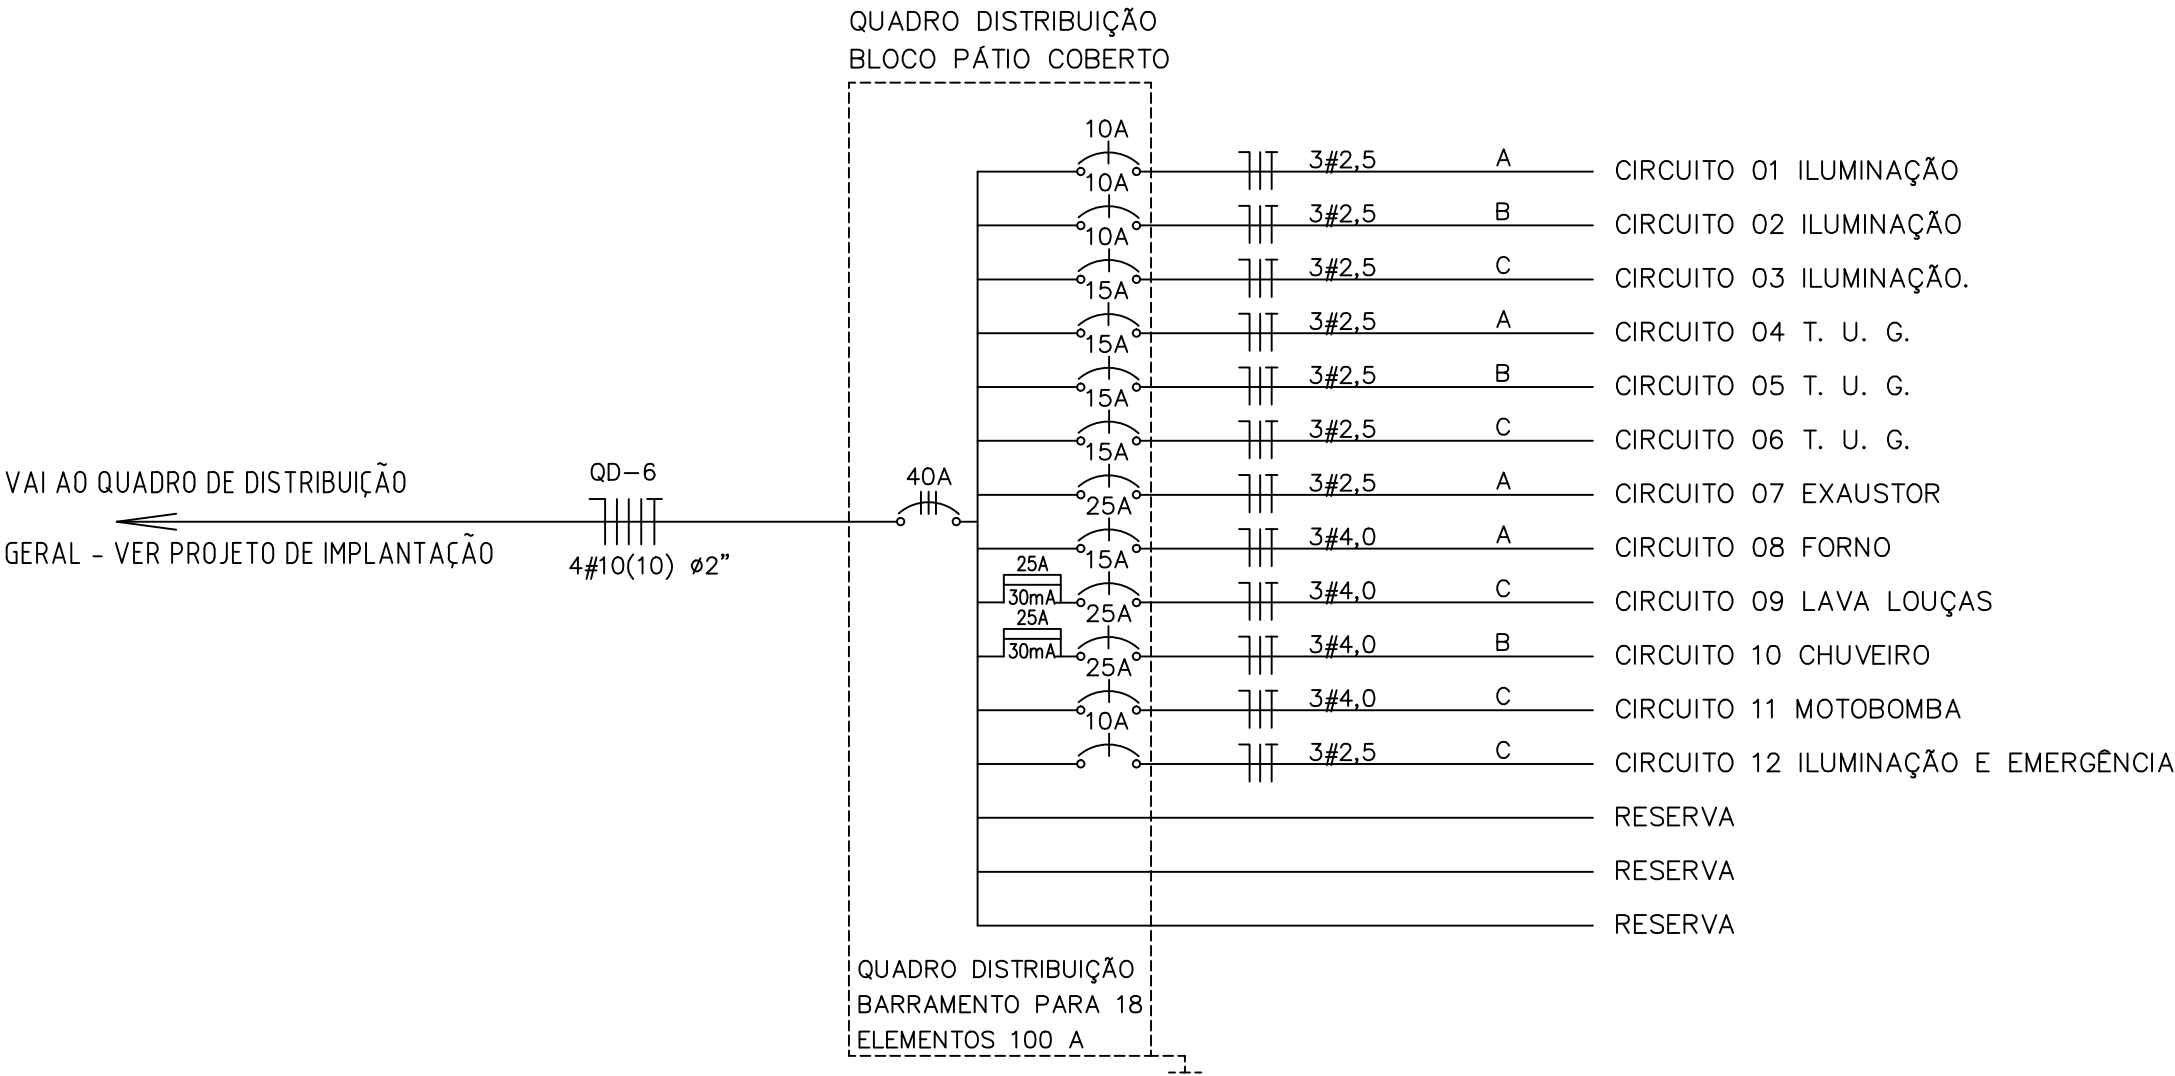 QUADRO DISTRIBUIÇÃO
BLOCO PÁTIO COBERTO
10A
3#2,5 A CIRCUITO 01 ILUMINAÇÃO
10A
3#2,5 B CIRCUITO 02 ILUMINAÇÃO
10A
3#2,5 C CIRCUITO 03 ILUMINAÇÃO.
15A
3#2,5 A CIRCUITO 04 T. U. G.
15A
3#2,5 B CIRCUITO 05 T. U. G.
15A
3#2,5 C CIRCUITO 06 T. U. G.
15A
3#2,5 A CIRCUITO 07 EXAUSTOR
25A
3#4,0 A CIRCUITO 08 FORNO
15A
25A
30mA
3#4,0 C CIRCUITO 09 LAVA LOUÇAS
25A
25A
30mA
3#4,0 B CIRCUITO 10 CHUVEIRO
25A
3#4,0 C CIRCUITO 11 MOTOBOMBA
10A
3#2,5 C CIRCUITO 12 ILUMINAÇÃO E EMERGÊNCIA
RESERVA
RESERVA
RESERVA
VAI AO QUADRO DE DISTRIBUIÇÃO
GERAL - VER PROJETO DE IMPLANTAÇÃO
QD-6
4#10(10) ø2"
40A
QUADRO DISTRIBUIÇÃO
BARRAMENTO PARA 18
ELEMENTOS 100 A